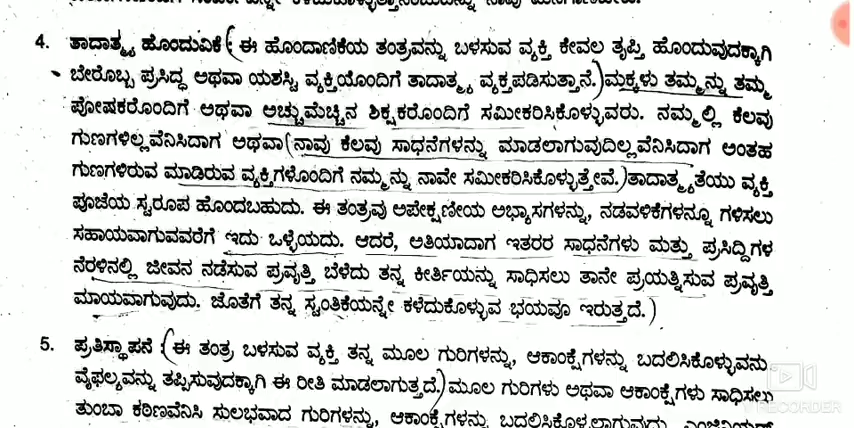 4. ತಾದಾತ್ಮ್ಯ ಹೊಂದುವಿಕೆ (: ಈ ಹೊಂದಾಣಿಕೆಯ ತಂತ್ರವನ್ನು ಬಳಸುವ ವ್ಯಕ್ತಿ ಕೇವಲ ತೃಪ್ತಿ ಹೊಂದುವುದಕ್ಕಾಗಿ
ಬೇರೊಬ್ಬ ಪ್ರಸಿದ್ಧ ಅಥವಾ ಯಶಸ್ವಿ ವ್ಯಕ್ತಿಯೊಂದಿಗೆ ತಾದಾತ್ಮ್ಯ ವ್ಯಕ್ತಪಡಿಸುತ್ತಾನೆ.) ಮಕ್ಕಳು ತಮ್ಮನ್ನು ತಮ್ಮ
ಪೋಷಕರೊಂದಿಗೆ ಅಥವಾ ಅಚ್ಚುಮೆಚ್ಚಿನ ಶಿಕ್ಷಕರೊಂದಿಗೆ ಸಮೀಕರಿಸಿಕೊಳ್ಳುವರು. ನಮ್ಮಲ್ಲಿ ಕೆಲವು
ಗುಣಗಳಿಲ್ಲವೆನಿಸಿದಾಗ ಅಥವಾ (ನಾವು ಕೆಲವು ಸಾಧನೆಗಳನ್ನು ಮಾಡಲಾಗುವುದಿಲ್ಲವೆನಿಸಿದಾಗ ಅಂತಹ
ಗುಣಗಳಿರುವ ಮಾಡಿರುವ ವ್ಯಕ್ತಿಗಳೊಂದಿಗೆ ನಮ್ಮನ್ನು ನಾವೇ ಸಮೀಕರಿಸಿಕೊಳ್ಳುತ್ತೇವೆ.) ತಾದಾತ್ಮ್ಯತೆಯು ವ್ಯಕ್ತಿ
ಪೂಜೆಯ ಸ್ವರೂಪ ಹೊಂದಬಹುದು. ಈ ತಂತ್ರವು ಅಪೇಕ್ಷಣೀಯ ಅಭ್ಯಾಸಗಳನ್ನು, ನಡವಳಿಕೆಗಳನ್ನೂ ಗಳಿಸಲು
ಸಹಾಯವಾಗುವವರೆಗೆ ಇದು ಒಳ್ಳೆಯದು. ಆದರೆ, ಅತಿಯಾದಾಗ ಇತರರ ಸಾಧನೆಗಳು ಮತ್ತು ಪ್ರಸಿದ್ದಿಗಳ
ನೆರಳಿನಲ್ಲಿ ಜೀವನ ನಡೆಸುವ ಪ್ರವೃತ್ತಿ ಬೆಳೆದು ತನ್ನ ಕೀರ್ತಿಯನ್ನು ಸಾಧಿಸಲು ತಾನೇ ಪ್ರಯತ್ನಿಸುವ ಪ್ರವೃತ್ತಿ
ಮಾಯವಾಗುವುದು. ಜೊತೆಗೆ ತನ್ನ ಸ್ವಂತಿಕೆಯನ್ನೇ ಕಳೆದುಕೊಳ್ಳುವ ಭಯವೂ ಇರುತ್ತದೆ.)
5. ಪ್ರತಿಸ್ಥಾಪನೆ : (ಈ ತಂತ್ರ ಬಳಸುವ ವ್ಯಕ್ತಿ ತನ್ನ ಮೂಲ ಗುರಿಗಳನ್ನು, ಆಕಾಂಕ್ಷೆಗಳನ್ನು ಬದಲಿಸಿಕೊಳ್ಳುವನು
ವೈಫಲ್ಯವನ್ನು ತಪ್ಪಿಸುವುದಕ್ಕಾಗಿ ಈ ರೀತಿ ಮಾಡಲಾಗುತ್ತದೆ.) ಮೂಲ ಗುರಿಗಳು ಅಥವಾ ಆಕಾಂಕ್ಷೆಗಳು ಸಾಧಿಸಲು
ತುಂಬಾ ಕಠಿಣವೆನಿಸಿ ಸುಲಭವಾದ ಗುರಿಗಳನ್ನು, ಆಕಾಂಕ್ಷೆಗಳನ್ನು ಬದಲಿಸಿಕೊಳ್ಳಲಾಗುವುದು.
RECORDER